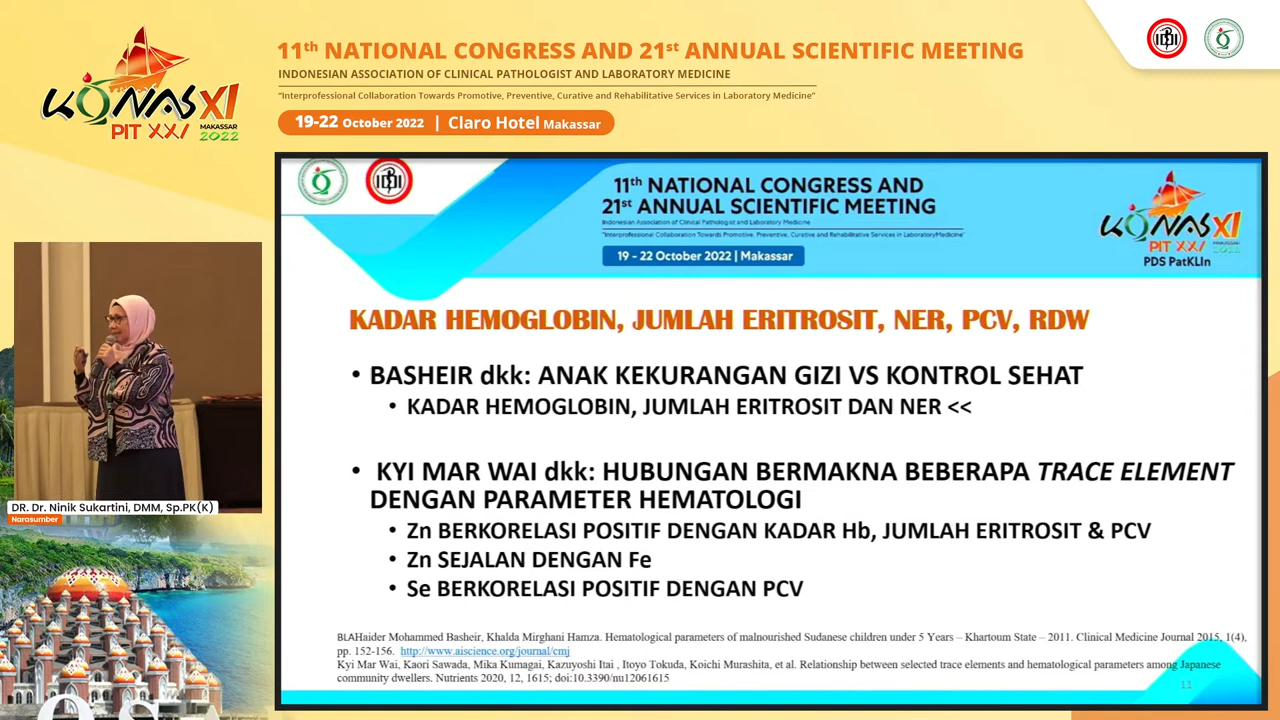 11th NATIONAL CONGRESS AND 21st ANNUAL SCIENTIFIC MEETING
INDONESIAN ASSOCIATION OF CLINICAL PATHOLOGIST AND LABORATORY MEDICINE
"Interprofessional Collaboration Towards Promotive, Preventive, Curative and Rehabilitative Services in Laboratory Medicine"
19-22 October 2022 | Claro Hotel Makassar
KONAS XI
PIT XXI
MAKASSAR
2022
11th NATIONAL CONGRESS AND
21st ANNUAL SCIENTIFIC MEETING
Indonesian Association of Clinical Pathologist and Laboratory Medicine
"Interprofessional Collaboration Towards Promotive, Preventive, Curative and Rehabilitative Services in LaboratoryMedicine"
19 - 22 October 2022 | Makassar
KONAS XI
PIT XXI
MAKASSAR
2022
PDS PatKLIn
KADAR HEMOGLOBIN, JUMLAH ERITROSIT, NER, PCV, RDW
• BASHEIR dkk: ANAK KEKURANGAN GIZI VS KONTROL SEHAT
• KADAR HEMOGLOBIN, JUMLAH ERITROSIT DAN NER <<
• KYI MAR WAI dkk: HUBUNGAN BERMAKNA BEBERAPA TRACE ELEMENT
DENGAN PARAMETER HEMATOLOGI
• Zn BERKORELASI POSITIF DENGAN KADAR Hb, JUMLAH ERITROSIT & PCV
• Zn SEJALAN DENGAN Fe
• Se BERKORELASI POSITIF DENGAN PCV
BLAHaider Mohammed Basheir, Khalda Mirghani Hamza. Hematological parameters of malnourished Sudanese children under 5 Years – Khartoum State – 2011. Clinical Medicine Journal 2015, 1(4),
pp. 152-156. http://www.aiscience.org/journal/cmj
Kyi Mar Wai, Kaori Sawada, Mika Kumagai, Kazuyoshi Itai , Itoyo Tokuda, Koichi Murashita, et al. Relationship between selected trace elements and hematological parameters among Japanese
community dwellers. Nutrients 2020, 12, 1615; doi:10.3390/nu12061615
11
DR. Dr. Ninik Sukartini, DMM, Sp.PK(K)
Narasumber